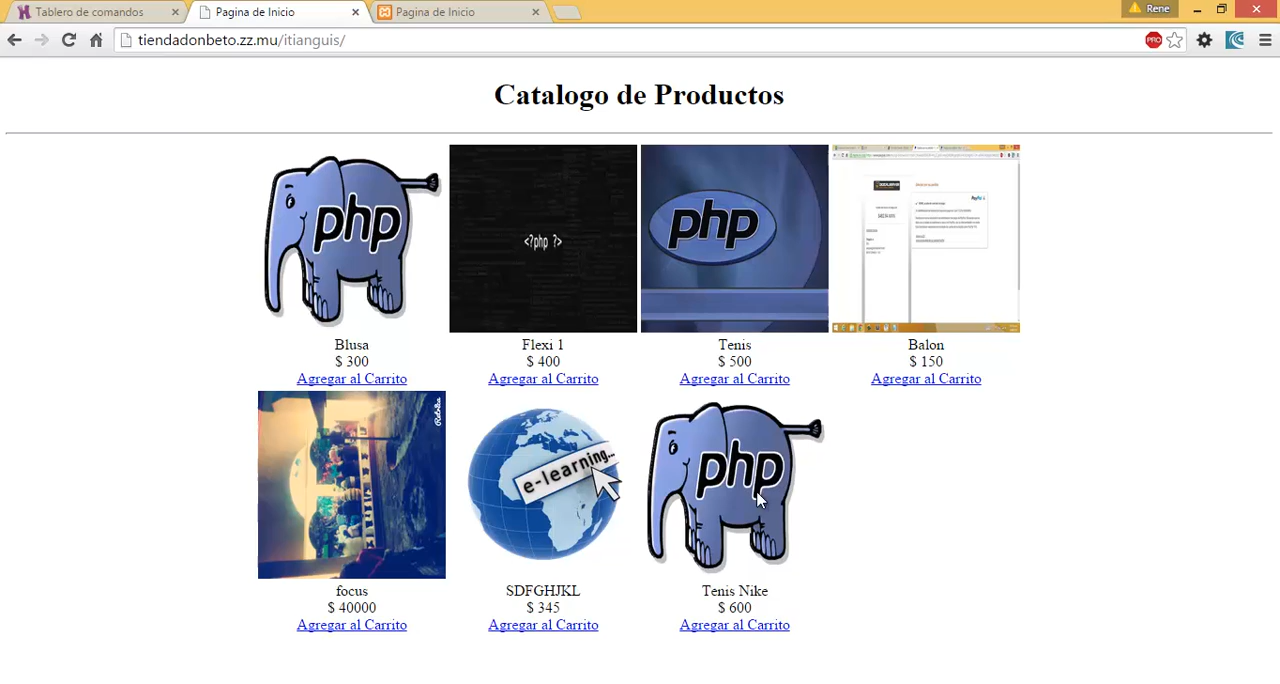 Tablero de comandos
Pagina de Inicio
Pagina de Inicio
Rene
tiendadonbeto.zz.mu/itianguis/
PRO
Catalogo de Productos
php
<?php ?>
php
PayPal
Blusa
Flexi 1
Tenis
Balon
$ 300
$ 400
$ 500
$ 150
Agregar al Carrito
Agregar al Carrito
Agregar al Carrito
Agregar al Carrito
Retrica
e-learning...
php
focus
SDFGHJKL
Tenis Nike
$ 40000
$ 345
$ 600
Agregar al Carrito
Agregar al Carrito
Agregar al Carrito